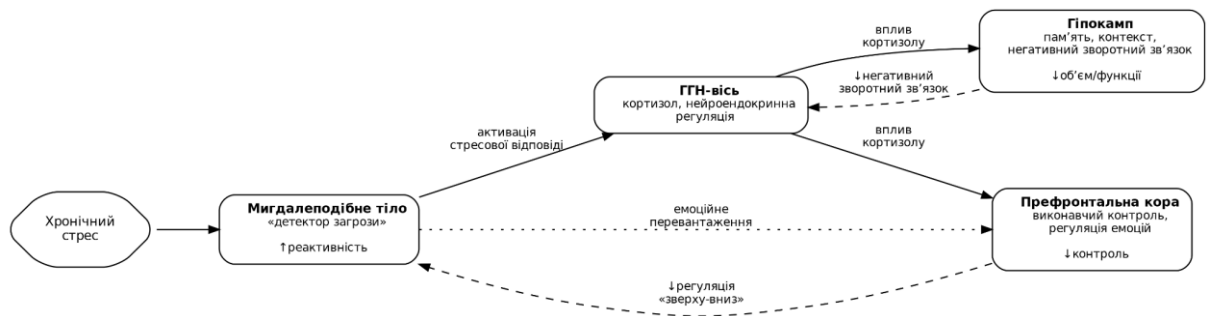 Хронічний
стрес
Мигдалеподібне тіло
«детектор загрози»
↑реактивність
активація
стресової відповіді
ГГН-вісь
кортизол, нейроендокринна
регуляція
вплив
кортизолу
↓негативний
зворотній зв’язок
Гіпокамп
пам’ять, контекст,
негативний зворотній зв’язок
↓об’єм/функції
вплив
кортизолу
емоційне
перевантаження
Префронтальна кора
виконавчий контроль,
регуляція емоцій
↓контроль
↓регуляція
«зверху-вниз»